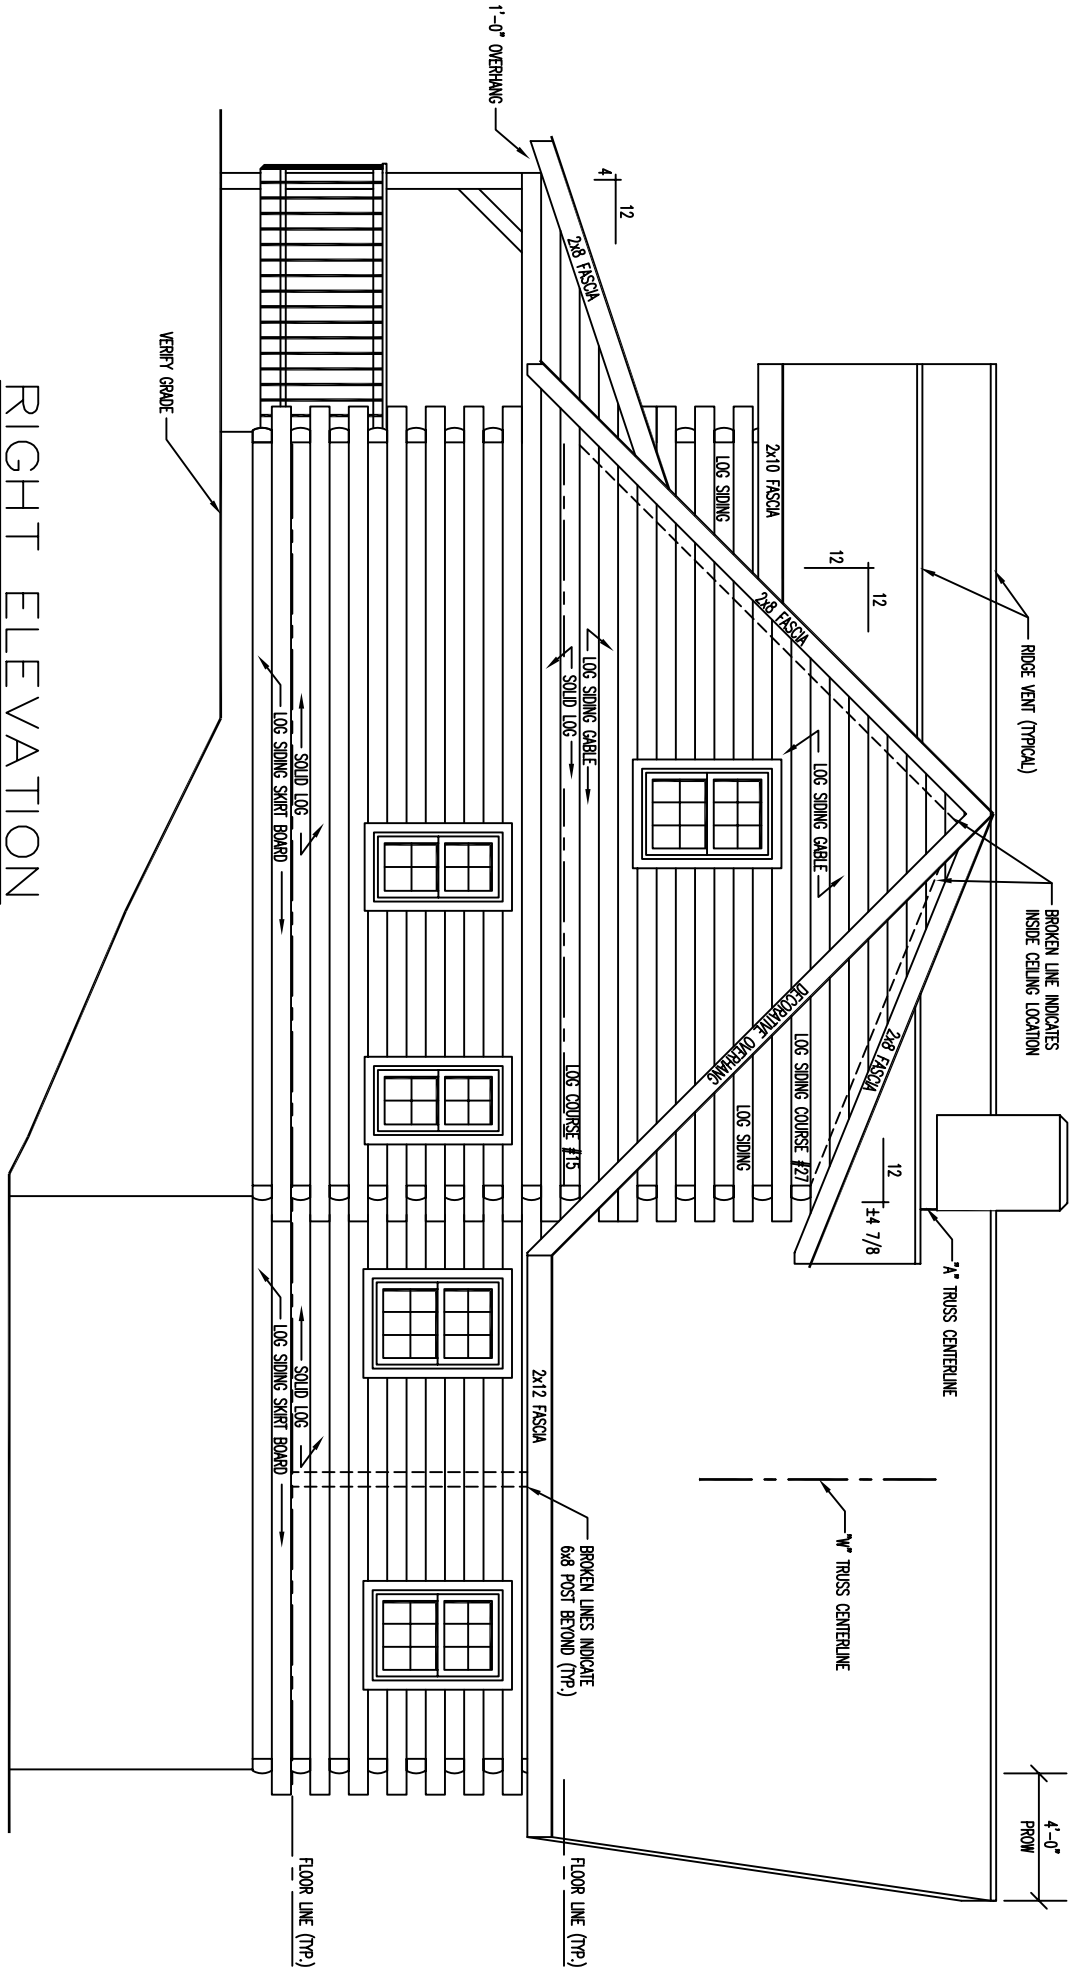 1'-0" OVERHANG
4
12
2x8 FASCIA
2x10 FASCIA
LOG SIDING
12
12
RIDGE VENT (TYPICAL)
2x8 FASCIA
LOG SIDING GABLE
BROKEN LINE INDICATES
INSIDE CEILING LOCATION
2x8 FASCIA
DECORATIVE OVERHANG
LOG SIDING COURSE #27
LOG SIDING
12
±4 7/8
"A" TRUSS CENTERLINE
"W" TRUSS CENTERLINE
4'-0"
PROW
LOG SIDING GABLE
SOLID LOG
LOG COURSE #15
2x12 FASCIA
BROKEN LINES INDICATE
6x8 POST BEYOND (TYP.)
FLOOR LINE (TYP.)
SOLID LOG
LOG SIDING SKIRT BOARD
SOLID LOG
LOG SIDING SKIRT BOARD
FLOOR LINE (TYP.)
VERIFY GRADE
RIGHT ELEVATION